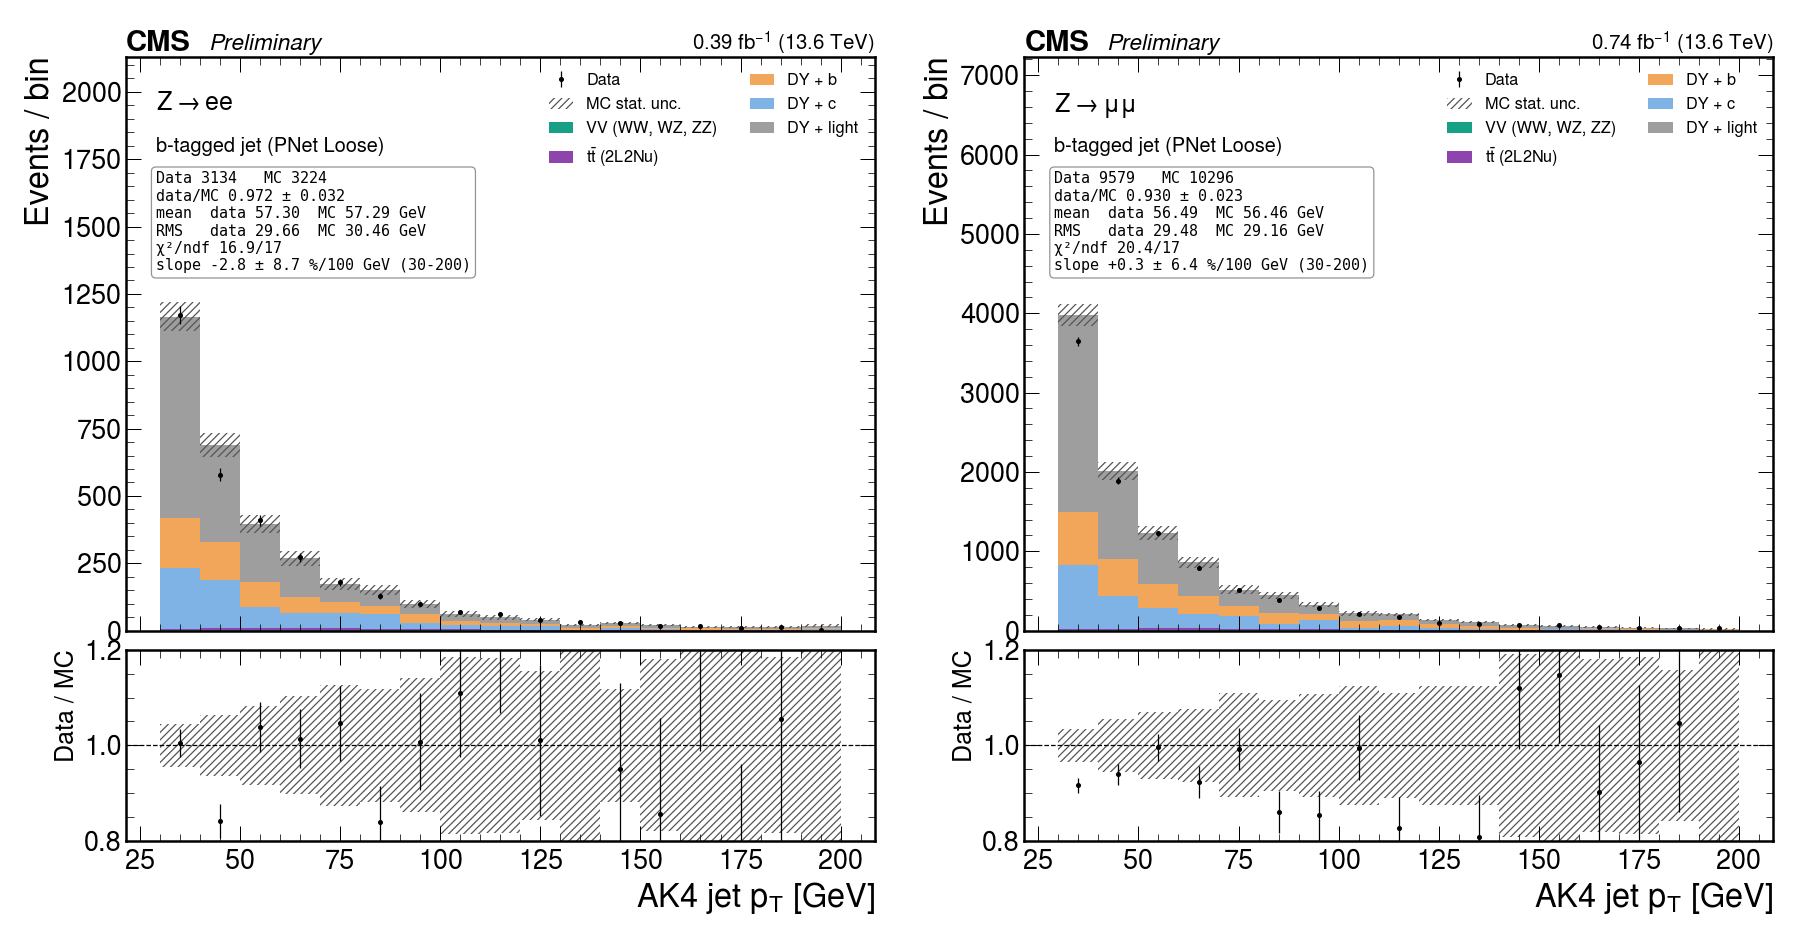 CMS Preliminary 0.39 fb⁻¹ (13.6 TeV)
Events / bin
2000
1750
1500
1250
1000
750
500
250
0
Z → ee
b-tagged jet (PNet Loose)
Data 3134 MC 3224
data/MC 0.972 ± 0.032
mean data 57.30 MC 57.29 GeV
RMS data 29.66 MC 30.46 GeV
χ²/ndf 16.9/17
slope -2.8 ± 8.7 %/100 GeV (30-200)
Data
MC stat. unc.
VV (WW, WZ, ZZ)
tt̄ (2L2Nu)
DY + b
DY + c
DY + light
Data / MC
1.2
1.0
0.8
25 50 75 100 125 150 175 200
AK4 jet p_T [GeV]
CMS Preliminary 0.74 fb⁻¹ (13.6 TeV)
Events / bin
7000
6000
5000
4000
3000
2000
1000
0
Z → μμ
b-tagged jet (PNet Loose)
Data 9579 MC 10296
data/MC 0.930 ± 0.023
mean data 56.49 MC 56.46 GeV
RMS data 29.48 MC 29.16 GeV
χ²/ndf 20.4/17
slope +0.3 ± 6.4 %/100 GeV (30-200)
Data
MC stat. unc.
VV (WW, WZ, ZZ)
tt̄ (2L2Nu)
DY + b
DY + c
DY + light
Data / MC
1.2
1.0
0.8
25 50 75 100 125 150 175 200
AK4 jet p_T [GeV]